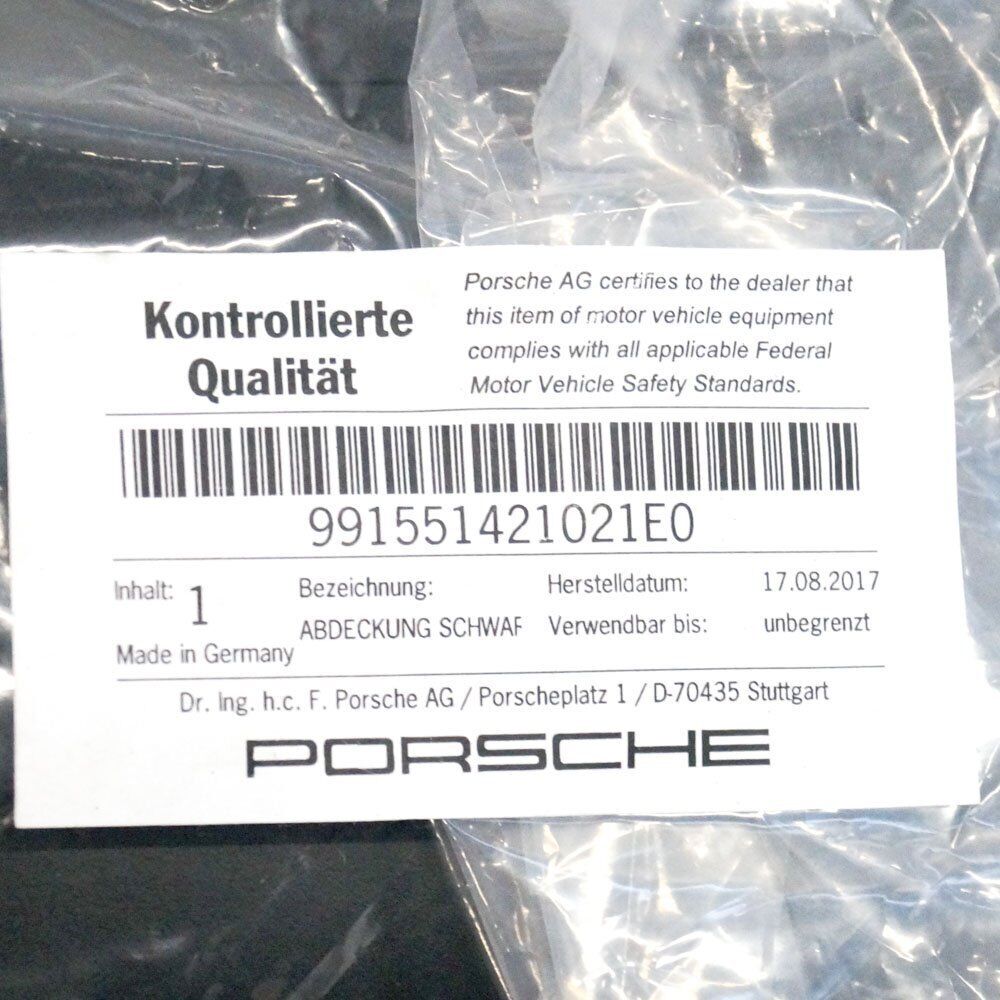 Kontrollierte
Qualität
Porsche AG certifies to the dealer that
this item of motor vehicle equipment
complies with all applicable Federal
Motor Vehicle Safety Standards.
991551421021E0
Inhalt: 1
Bezeichnung:
Herstelldatum: 17.08.2017
ABDECKUNG SCHWAR
Verwendbar bis: unbegrenzt
Made in Germany
Dr. Ing. h.c. F. Porsche AG / Porscheplatz 1 / D-70435 Stuttgart
PORSCHE